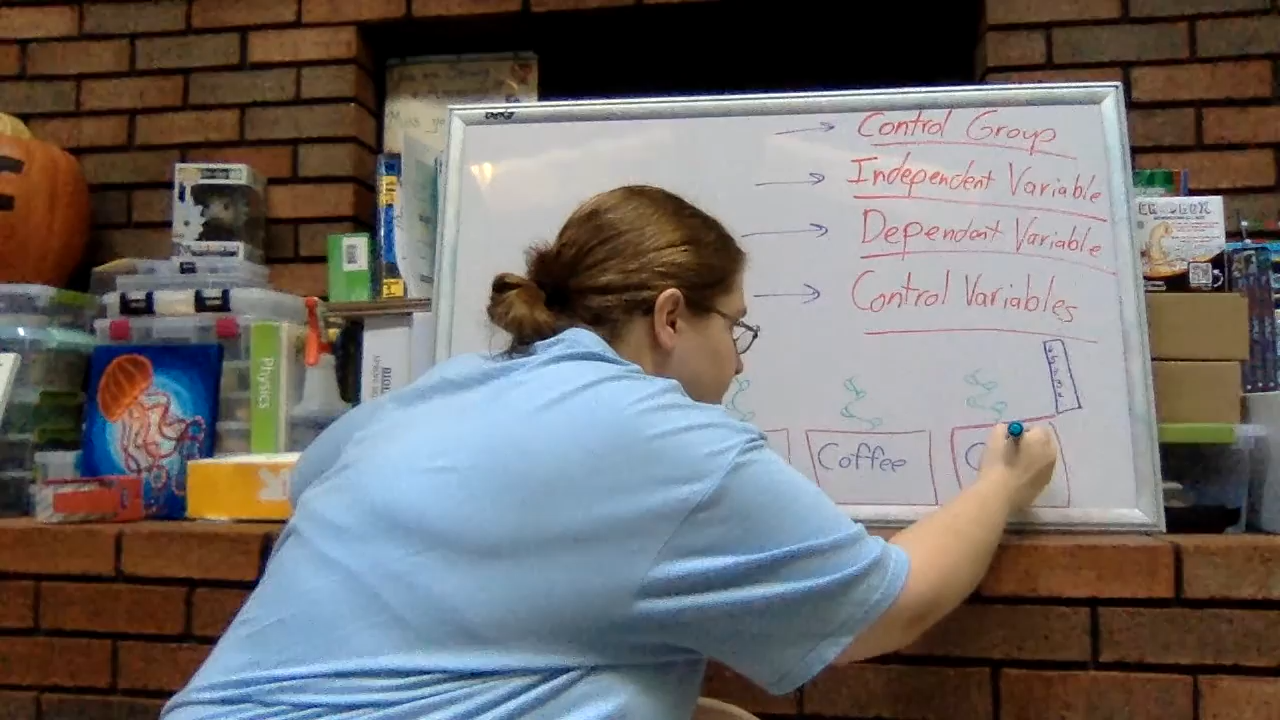 Control Group
Independent Variable
Dependent Variable
Control Variables
Coffee
C
Physics